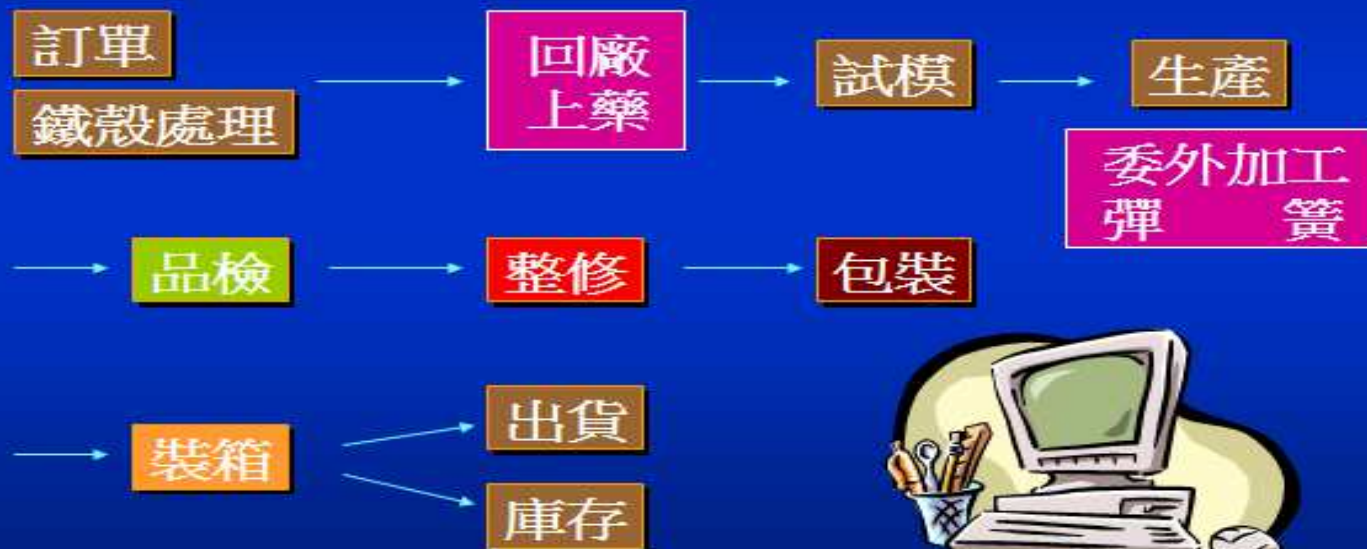 訂單
鐵殼處理
回廠
上藥
試模
生產
委外加工
彈 簧
品檢
整修
包裝
裝箱
出貨
庫存